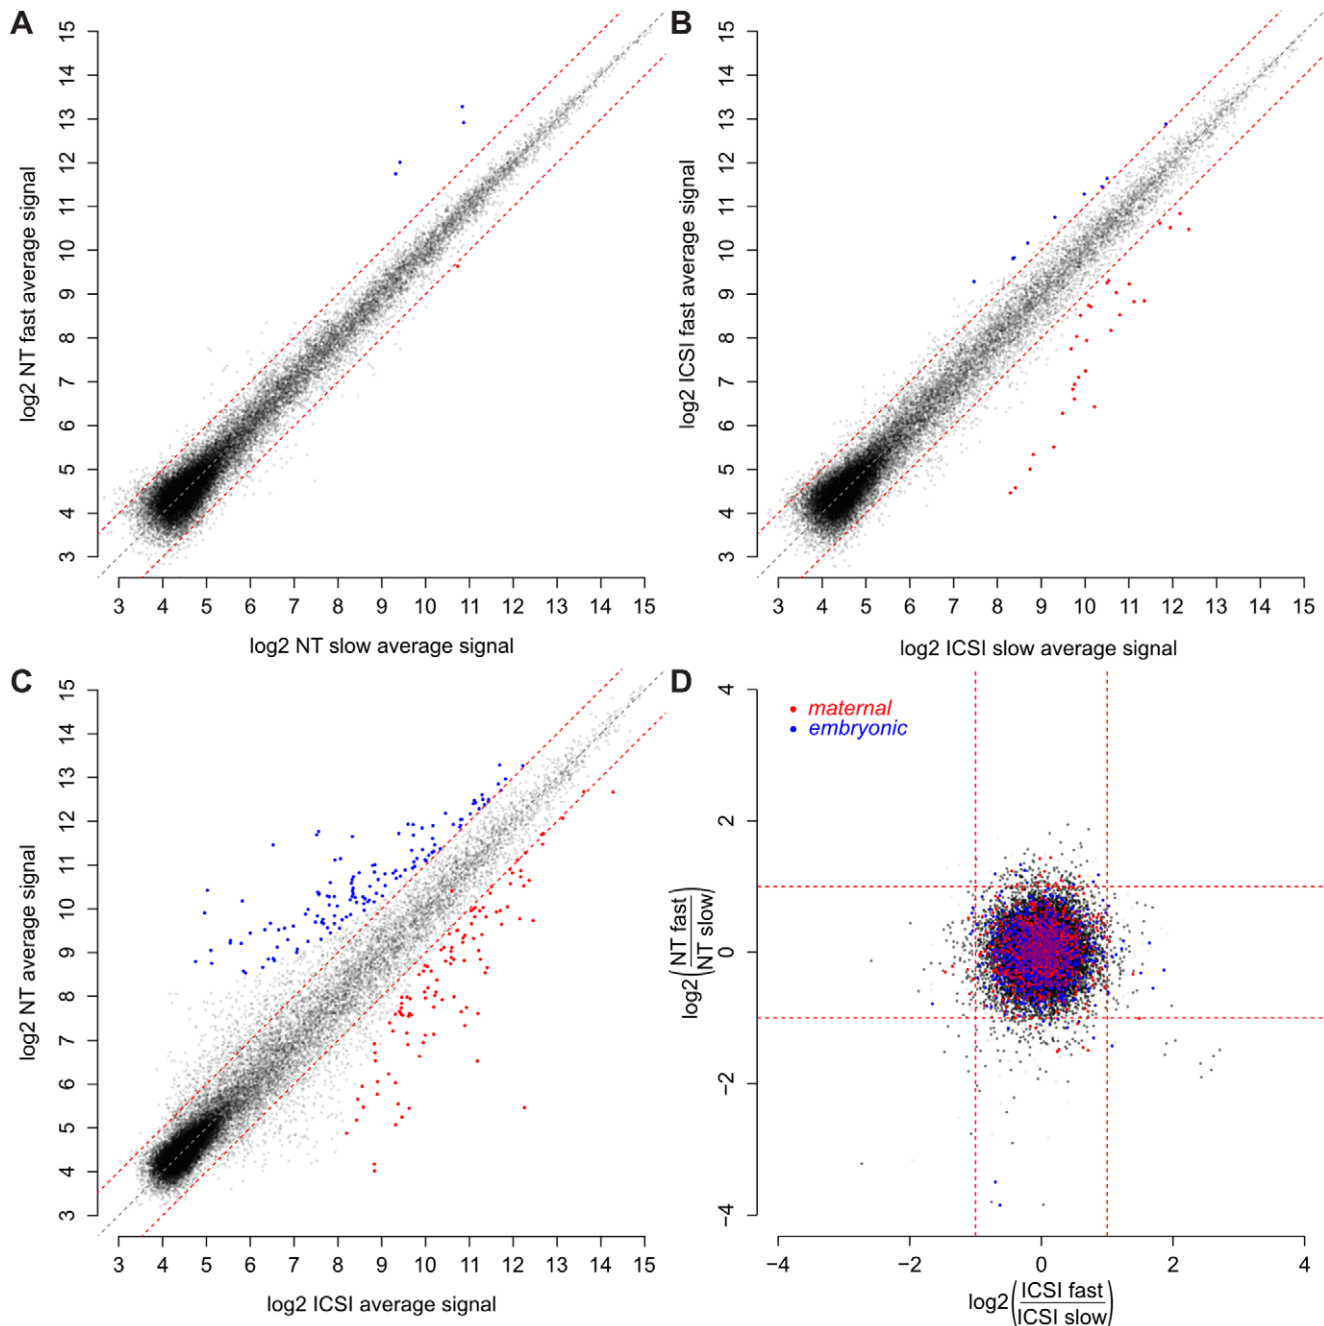 A
15
14
13
12
11
10
9
8
7
6
5
4
3
log2 NT fast average signal
3 4 5 6 7 8 9 10 11 12 13 14 15
log2 NT slow average signal
B
15
14
13
12
11
10
9
8
7
6
5
4
3
log2 ICSI fast average signal
3 4 5 6 7 8 9 10 11 12 13 14 15
log2 ICSI slow average signal
C
15
14
13
12
11
10
9
8
7
6
5
4
3
log2 NT average signal
3 4 5 6 7 8 9 10 11 12 13 14 15
log2 ICSI average signal
D
maternal
embryonic
4
2
0
−2
−4
log2(NT fast
NT slow)
−4 −2 0 2 4
log2(ICSI fast
ICSI slow)